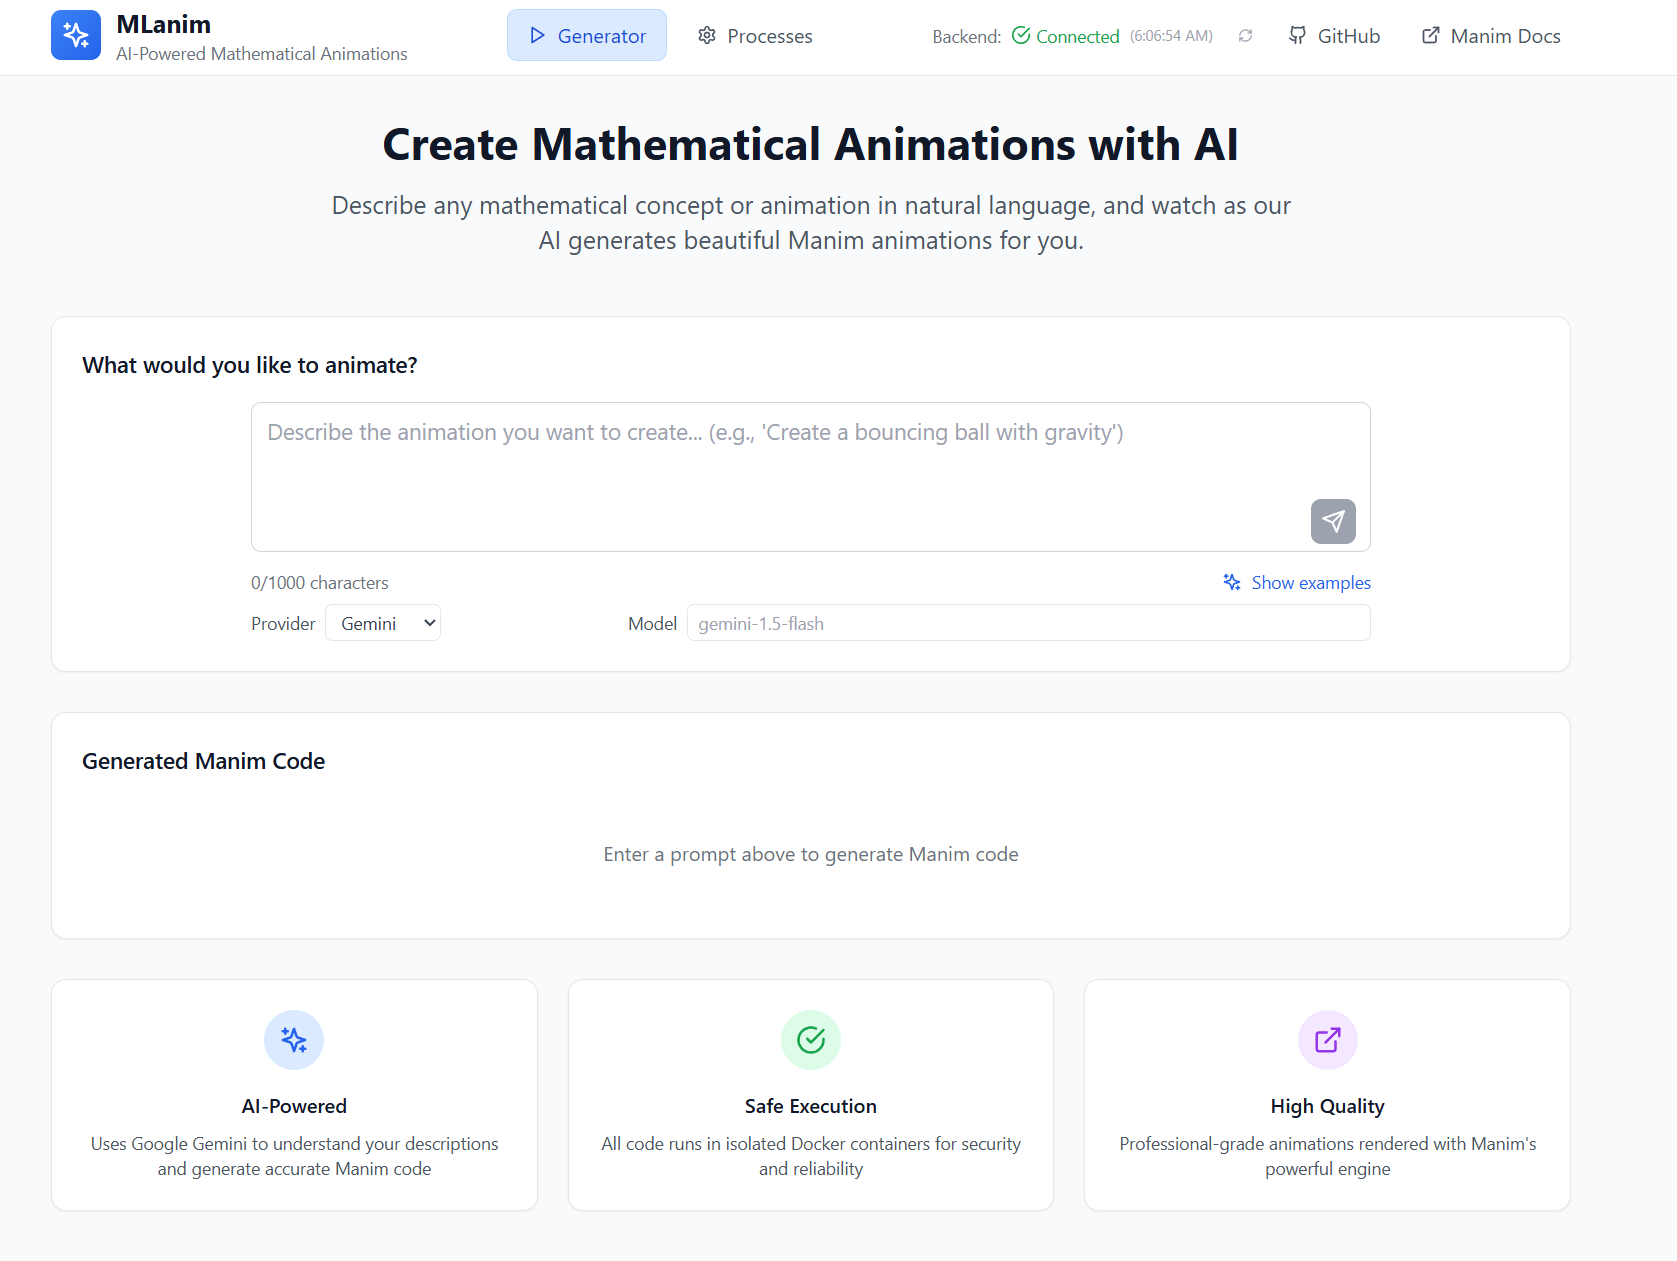 MLanim
AI-Powered Mathematical Animations
Generator
Processes
Backend: Connected (6:06:54 AM)
GitHub
Manim Docs
Create Mathematical Animations with AI
Describe any mathematical concept or animation in natural language, and watch as our
AI generates beautiful Manim animations for you.
What would you like to animate?
Describe the animation you want to create... (e.g., 'Create a bouncing ball with gravity')
0/1000 characters
Show examples
Provider Gemini
Model gemini-1.5-flash
Generated Manim Code
Enter a prompt above to generate Manim code
AI-Powered
Uses Google Gemini to understand your descriptions
and generate accurate Manim code
Safe Execution
All code runs in isolated Docker containers for security
and reliability
High Quality
Professional-grade animations rendered with Manim's
powerful engine